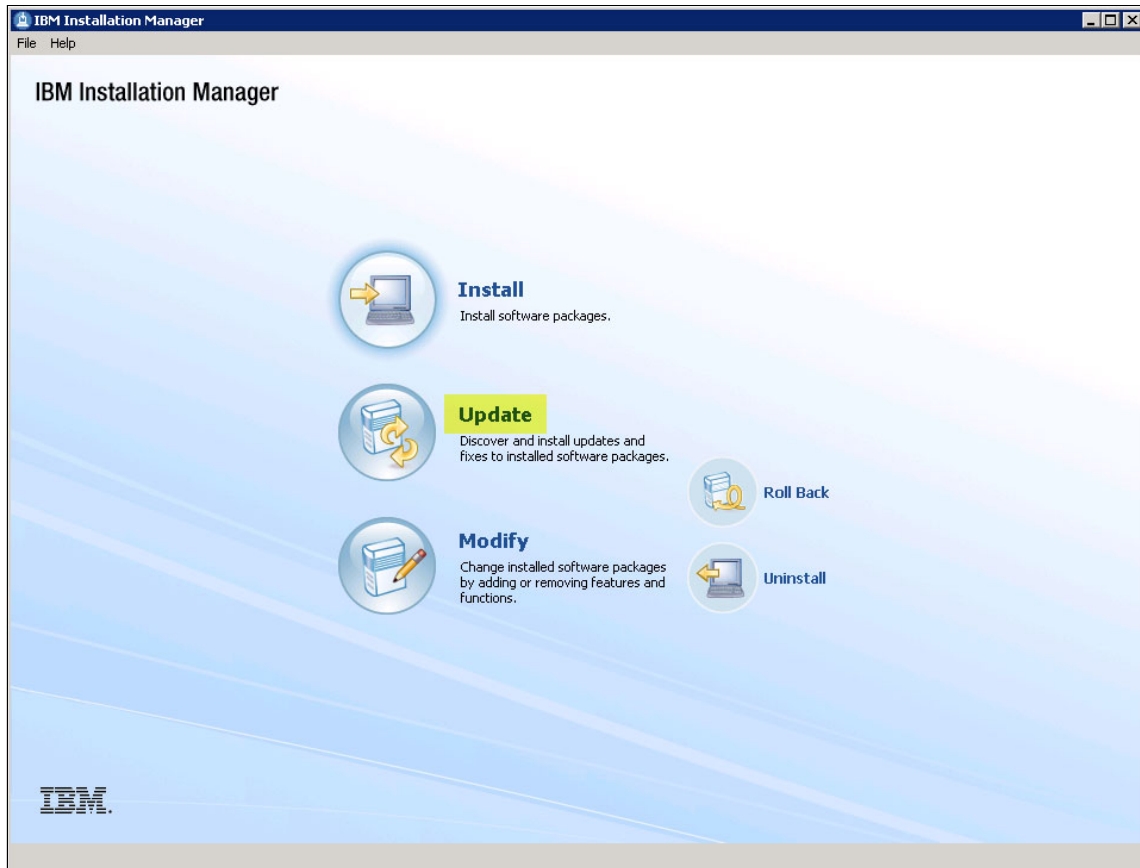 IBM Installation Manager
File Help
IBM Installation Manager
Install
Install software packages.
Update
Discover and install updates and
fixes to installed software packages.
Roll Back
Modify
Change installed software packages
by adding or removing features and
functions.
Uninstall
IBM.